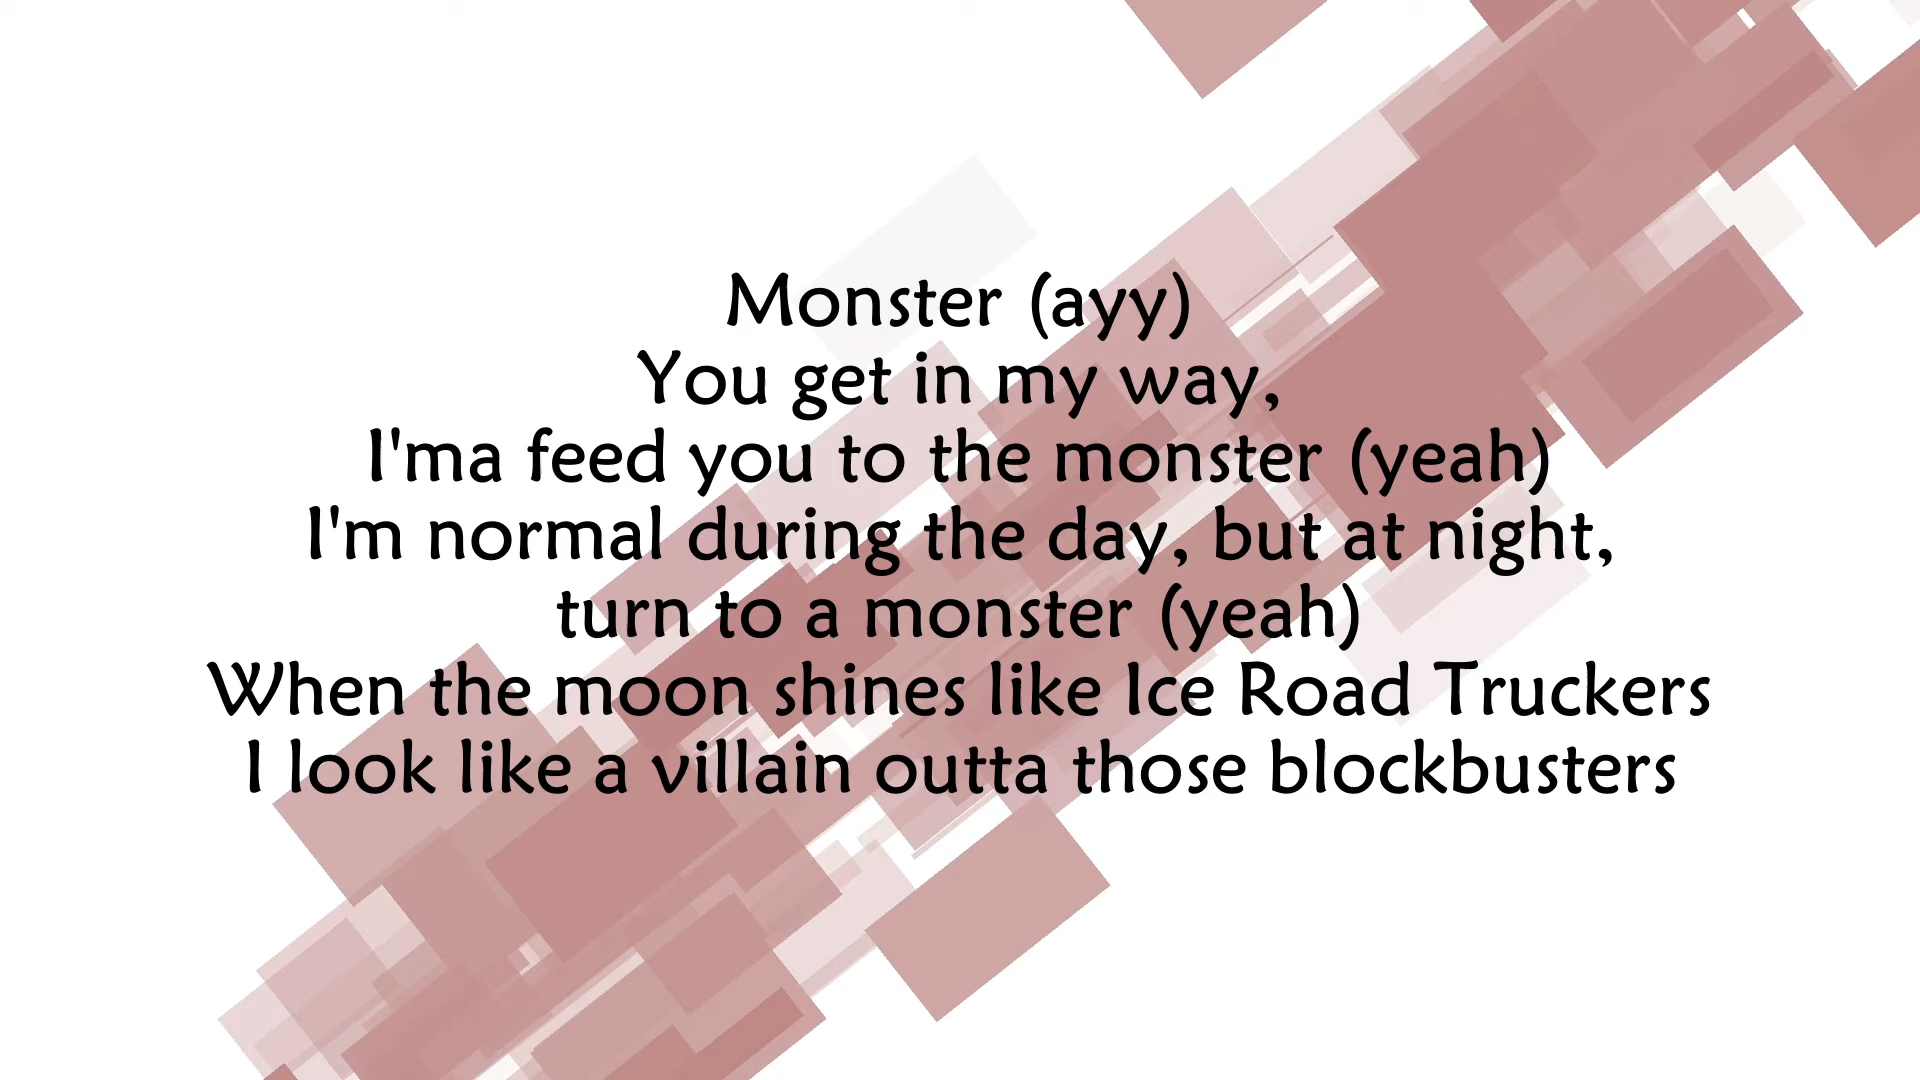 Monster (ayy)
You get in my way,
I'ma feed you to the monster (yeah)
I'm normal during the day, but at night,
turn to a monster (yeah)
When the moon shines like Ice Road Truckers
I look like a villain outta those blockbusters